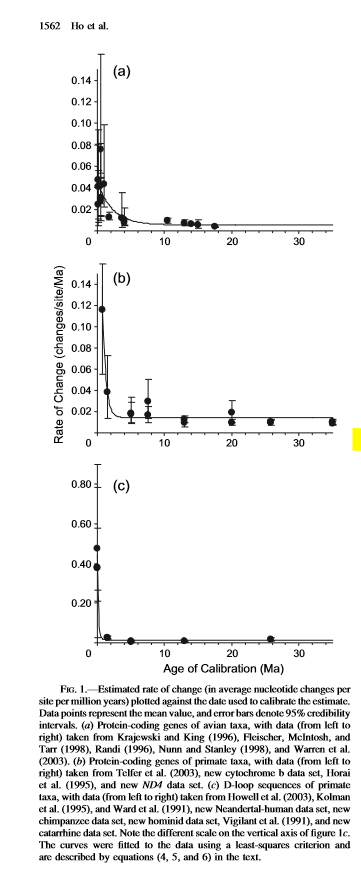 1562 Ho et al.
(a)
0.14
0.12
0.10
0.08
0.06
0.04
0.02
0 10 20 30
Rate of Change (changes/site/Ma)
(b)
0.14
0.12
0.10
0.08
0.06
0.04
0.02
0 10 20 30
(c)
0.80
0.60
0.40
0.20
0 10 20 30
Age of Calibration (Ma)
FIG. 1.—Estimated rate of change (in average nucleotide changes per
site per million years) plotted against the date used to calibrate the estimate.
Data points represent the mean value, and error bars denote 95% credibility
intervals. (a) Protein-coding genes of avian taxa, with data (from left to
right) taken from Krajewski and King (1996), Fleischer, McIntosh, and
Tarr (1998), Randi (1996), Nunn and Stanley (1998), and Warren et al.
(2003). (b) Protein-coding genes of primate taxa, with data (from left to
right) taken from Telfer et al. (2003), new cytochrome b data set, Horai
et al. (1995), and new ND4 data set. (c) D-loop sequences of primate
taxa, with data (from left to right) taken from Howell et al. (2003), Kolman
et al. (1995), and Ward et al. (1991), new Neandertal-human data set, new
chimpanzee data set, new hominid data set, Vigilant et al. (1991), and new
catarrhine data set. Note the different scale on the vertical axis of figure 1c.
The curves were fitted to the data using a least-squares criterion and
are described by equations (4, 5, and 6) in the text.